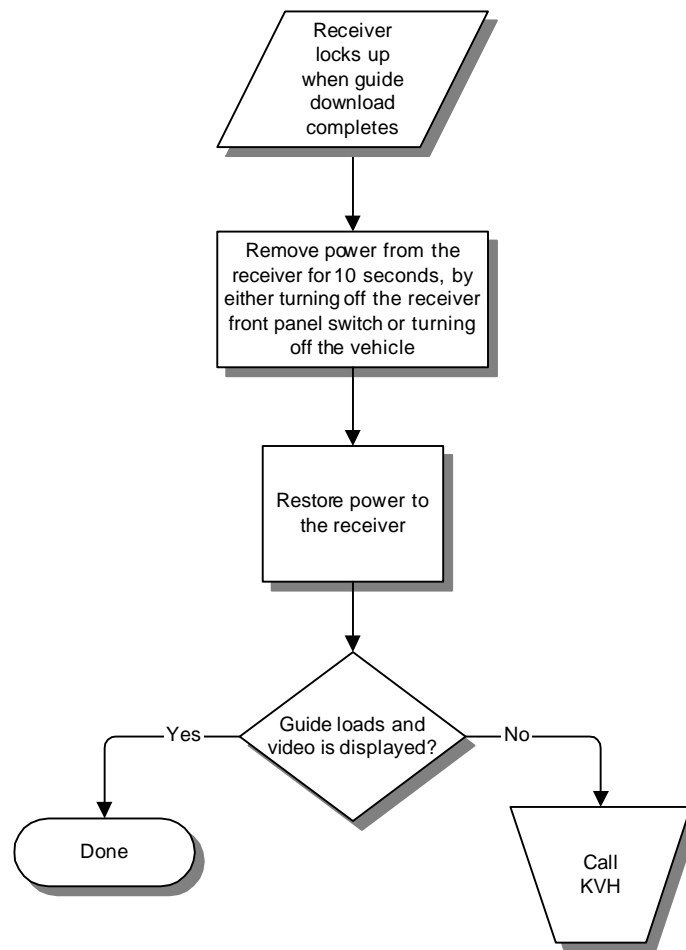 Receiver
locks up
when guide
download
completes
Remove power from the
receiver for 10 seconds, by
either turning off the receiver
front panel switch or turning
off the vehicle
Restore power to
the receiver
Guide loads and
video is displayed?
Yes
No
Done
Call
KVH